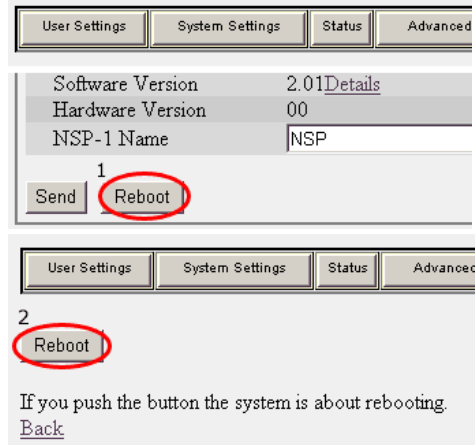 User Settings System Settings Status Advanced
Software Version 2.01Details
Hardware Version 00
NSP-1 Name NSP
1
Send Reboot
User Settings System Settings Status Advanced
2
Reboot
If you push the button the system is about rebooting.
Back